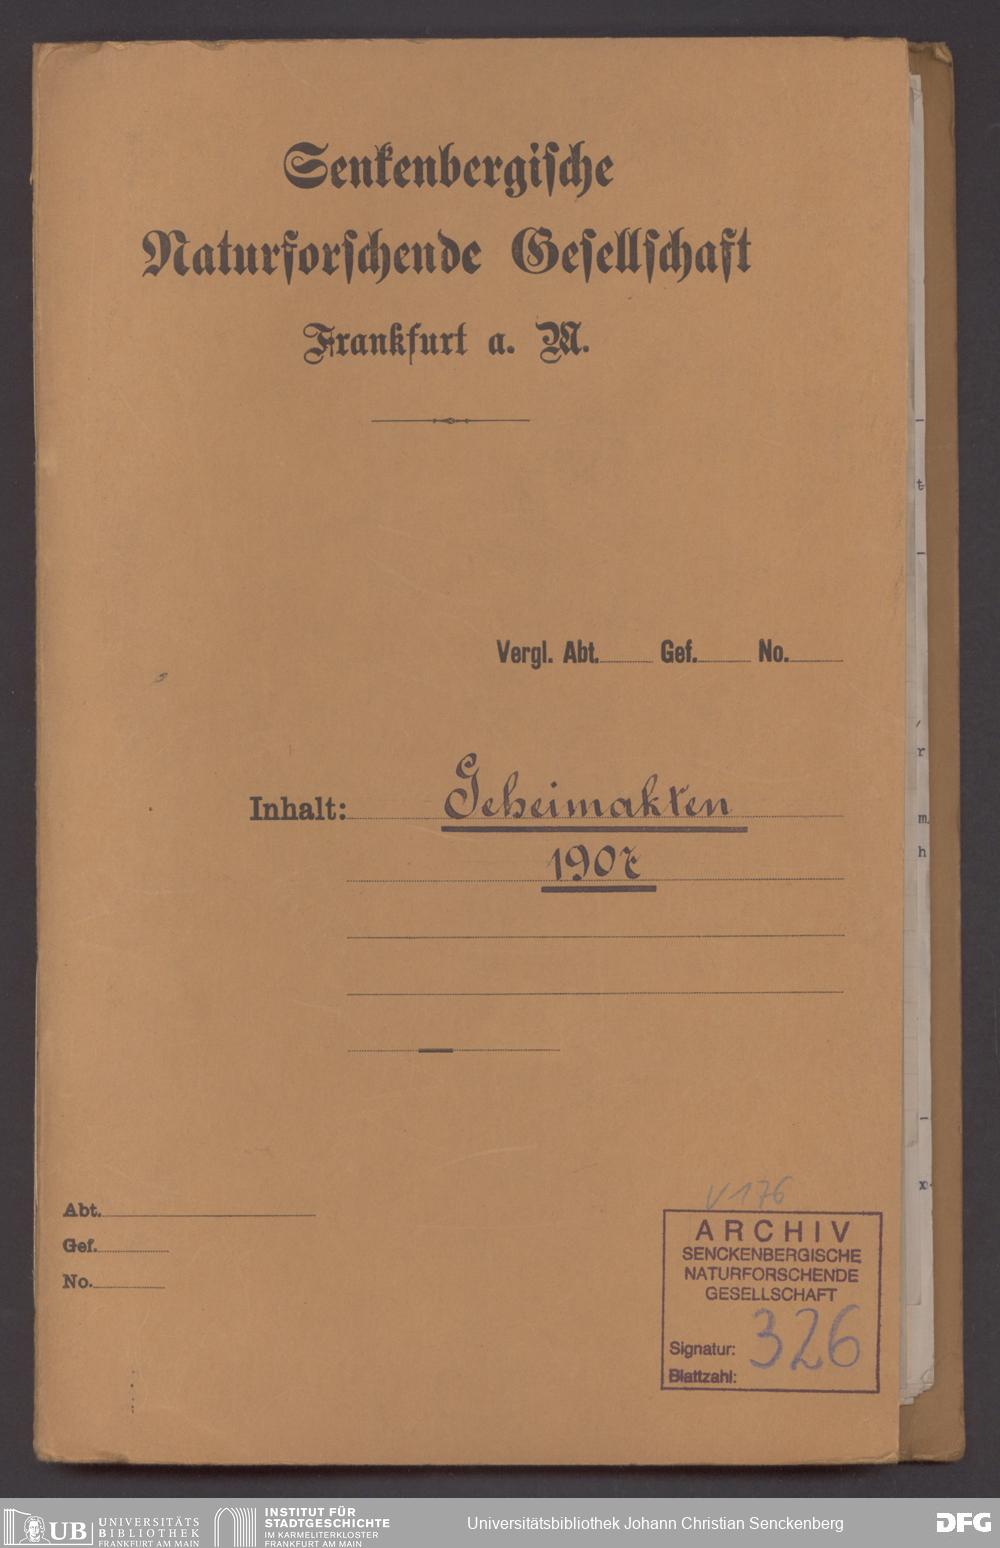 Senkenbergische
Naturforschende Gesellschaft
Frankfurt a. M.
Vergl. Abt. Gef. No.
Inhalt: Geheimakten
1907
Abt.
Gef.
No.
V 176
ARCHIV
SENCKENBERGISCHE
NATURFORSCHENDE
GESELLSCHAFT
Signatur: 326
Blattzahl:
t
r
m
h
x
UB UNIVERSITÄTS
BIBLIOTHEK
FRANKFURT AM MAIN
INSTITUT FÜR
STADTGESCHICHTE
IM KARMELITERKLOSTER
FRANKFURT AM MAIN
Universitätsbibliothek Johann Christian Senckenberg
DFG